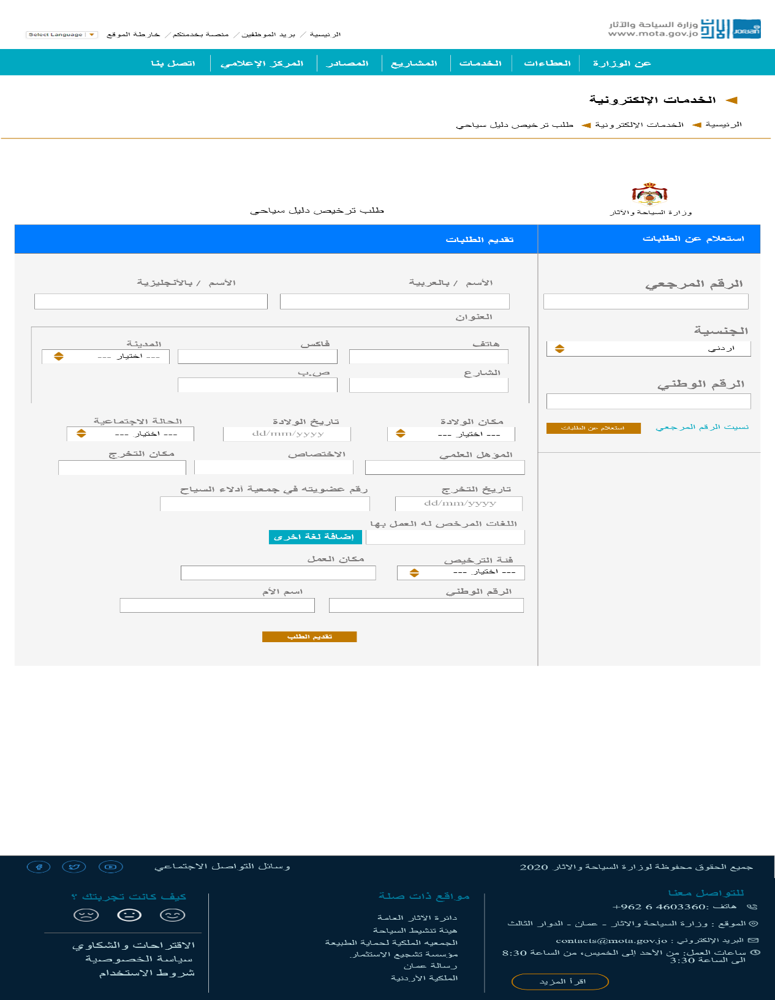 وزارة السياحة والآثار
www.mota.gov.jo
Jordan
الرئيسية / بريد الموظفين / منصة بخدمتكم / خارطة الموقع
Select Language
عن الوزارة
العطاءات
الخدمات
المشاريع
المصادر
المركز الإعلامي
اتصل بنا
الخدمات الإلكترونية
الرئيسية
الخدمات الإلكترونية
طلب ترخيص دليل سياحي
وزارة السياحة والآثار
طلب ترخيص دليل سياحي
استعلام عن الطلبات
الرقم المرجعي
الجنسية
اردني
الرقم الوطني
نسيت الرقم المرجعي
استعلام عن الطلبات
تقديم الطلبات
الأسم / بالعربية
الأسم / بالأنجليزية
العنوان
هاتف
فاكس
المدينة
--- اختيار ---
الشارع
ص.ب
مكان الولادة
تاريخ الولادة
الحالة الاجتماعية
--- اختيار ---
dd/mm/yyyy
--- اختيار ---
المؤهل العلمي
الاختصاص
مكان التخرج
تاريخ التخرج
رقم عضويته في جمعية أدلاء السياح
dd/mm/yyyy
اللغات المرخص له العمل بها
إضافة لغة اخرى
فئة الترخيص
مكان العمل
--- اختيار ---
الرقم الوطني
اسم الأم
تقديم الطلب
جميع الحقوق محفوظة لوزارة السياحة والاثار 2020
وسائل التواصل الاجتماعي
للتواصل معنا
هاتف :4603360 6 962+
الموقع : وزارة السياحة والاثار - عمان - الدوار الثالث
البريد الإلكتروني : contacts@mota.gov.jo
ساعات العمل: من الأحد إلى الخميس، من الساعة 8:30
الى الساعة 3:30
اقرأ المزيد
مواقع ذات صلة
دائرة الآثار العامة
هيئة تنشيط السياحة
الجمعيه الملكية لحماية الطبيعة
مؤسسة تشجيع الاستثمار
رسالة عمان
الملكية الأردنية
كيف كانت تجربتك ؟
الاقتراحات والشكاوي
سياسة الخصوصية
شروط الاستخدام